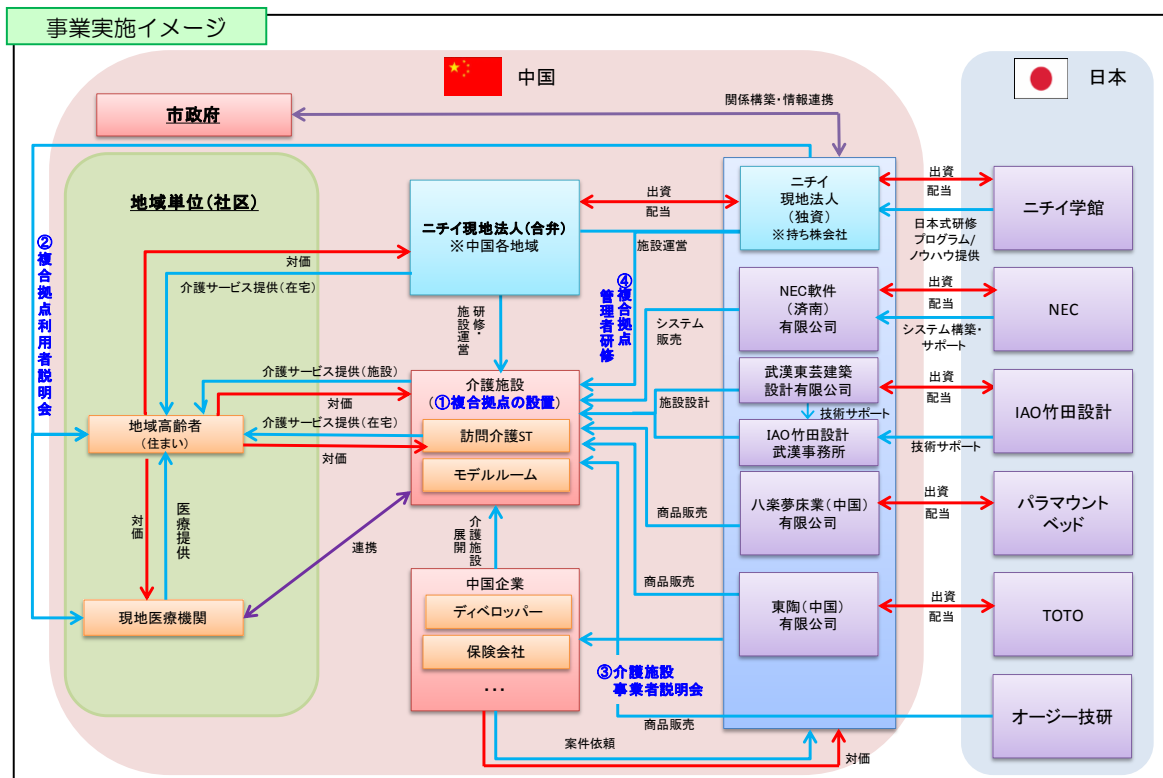 事業実施イメージ
中国
日本
市政府
関係構築・情報連携
地域単位(社区)
②複合拠点利用者説明会
ニチイ現地法人(合弁)
※中国各地域
出資
配当
ニチイ
現地法人
(独資)
※持ち株会社
出資
配当
ニチイ学館
日本式研修
プログラム/
ノウハウ提供
対価
介護サービス提供(在宅)
施設運営
④複合拠点
管理者研修
研修・
施設運営
システム
販売
NEC軟件
(済南)
有限公司
出資
配当
NEC
システム構築・
サポート
介護サービス提供(施設)
対価
介護施設
(①複合拠点の設置)
施設設計
武漢東芸建築
設計有限公司
出資
配当
技術サポート
IAO竹田設計
地域高齢者
(住まい)
介護サービス提供(在宅)
対価
訪問介護ST
モデルルーム
IAO竹田設計
武漢事務所
技術サポート
対価
医療提供
連携
介護施設
展開
商品販売
八楽夢床業(中国)
有限公司
出資
配当
パラマウント
ベッド
現地医療機関
中国企業
ディベロッパー
保険会社
・・・
商品販売
東陶(中国)
有限公司
出資
配当
TOTO
③介護施設
事業者説明会
商品販売
オージー技研
案件依頼
対価